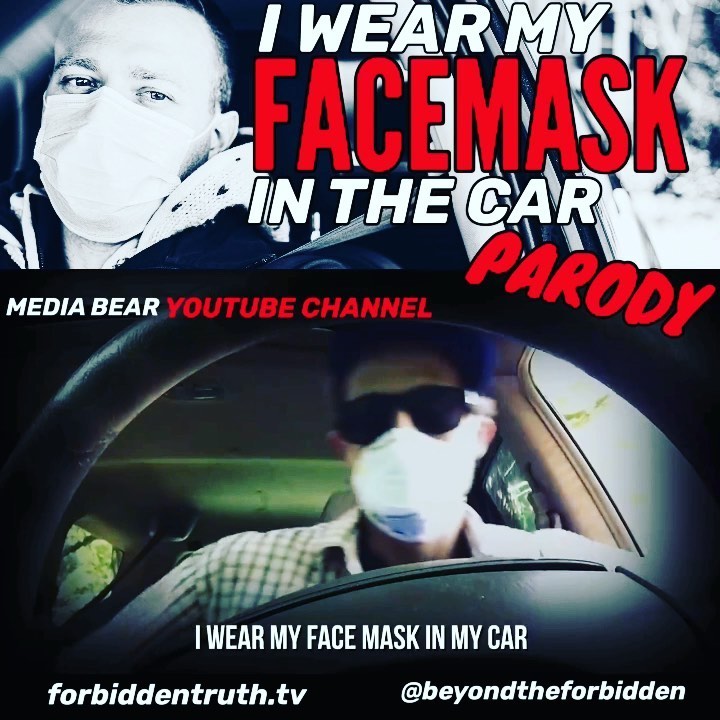 I WEAR MY
FACEMASK
IN THE CAR
PARODY
MEDIA BEAR YOUTUBE CHANNEL
I WEAR MY FACE MASK IN MY CAR
forbiddentruth.tv
@beyondtheforbidden